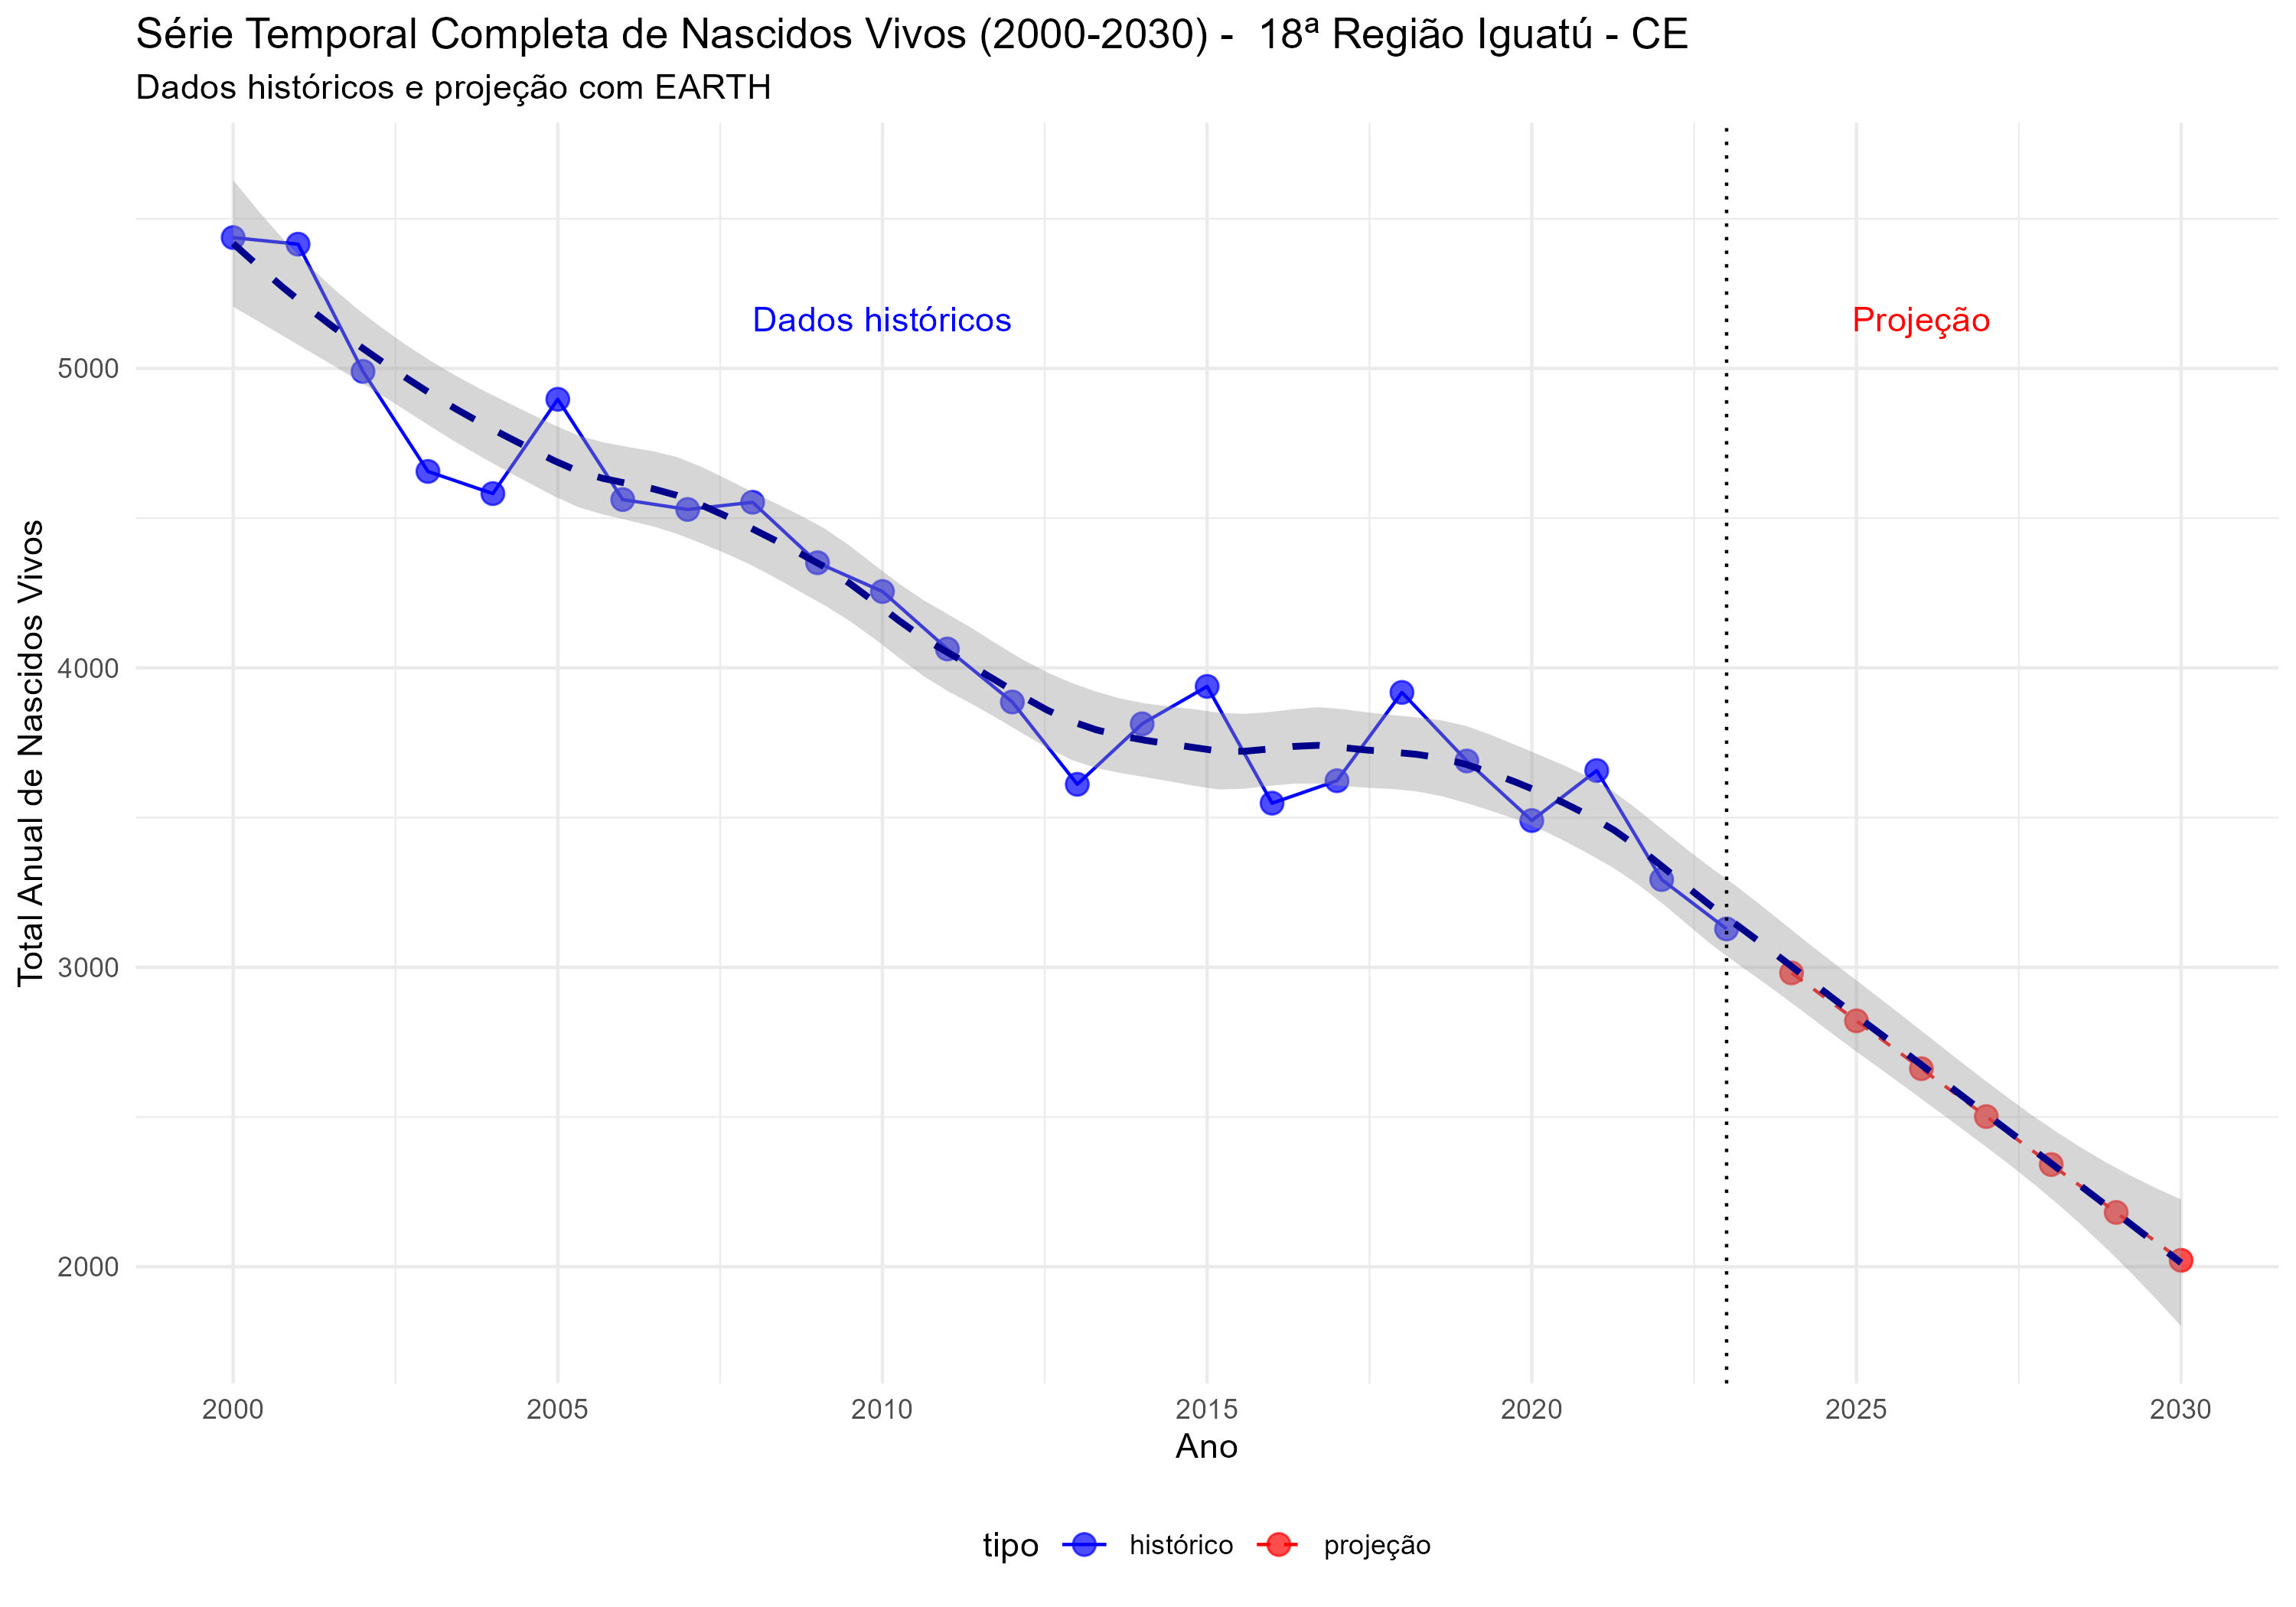 Série Temporal Completa de Nascidos Vivos (2000-2030) -  18ª Região Iguatú - CE
Dados históricos e projeção com EARTH
Total Anual de Nascidos Vivos
5000
4000
3000
2000
Dados históricos
Projeção
2000
2005
2010
2015
2020
2025
2030
Ano
tipo
histórico
projeção